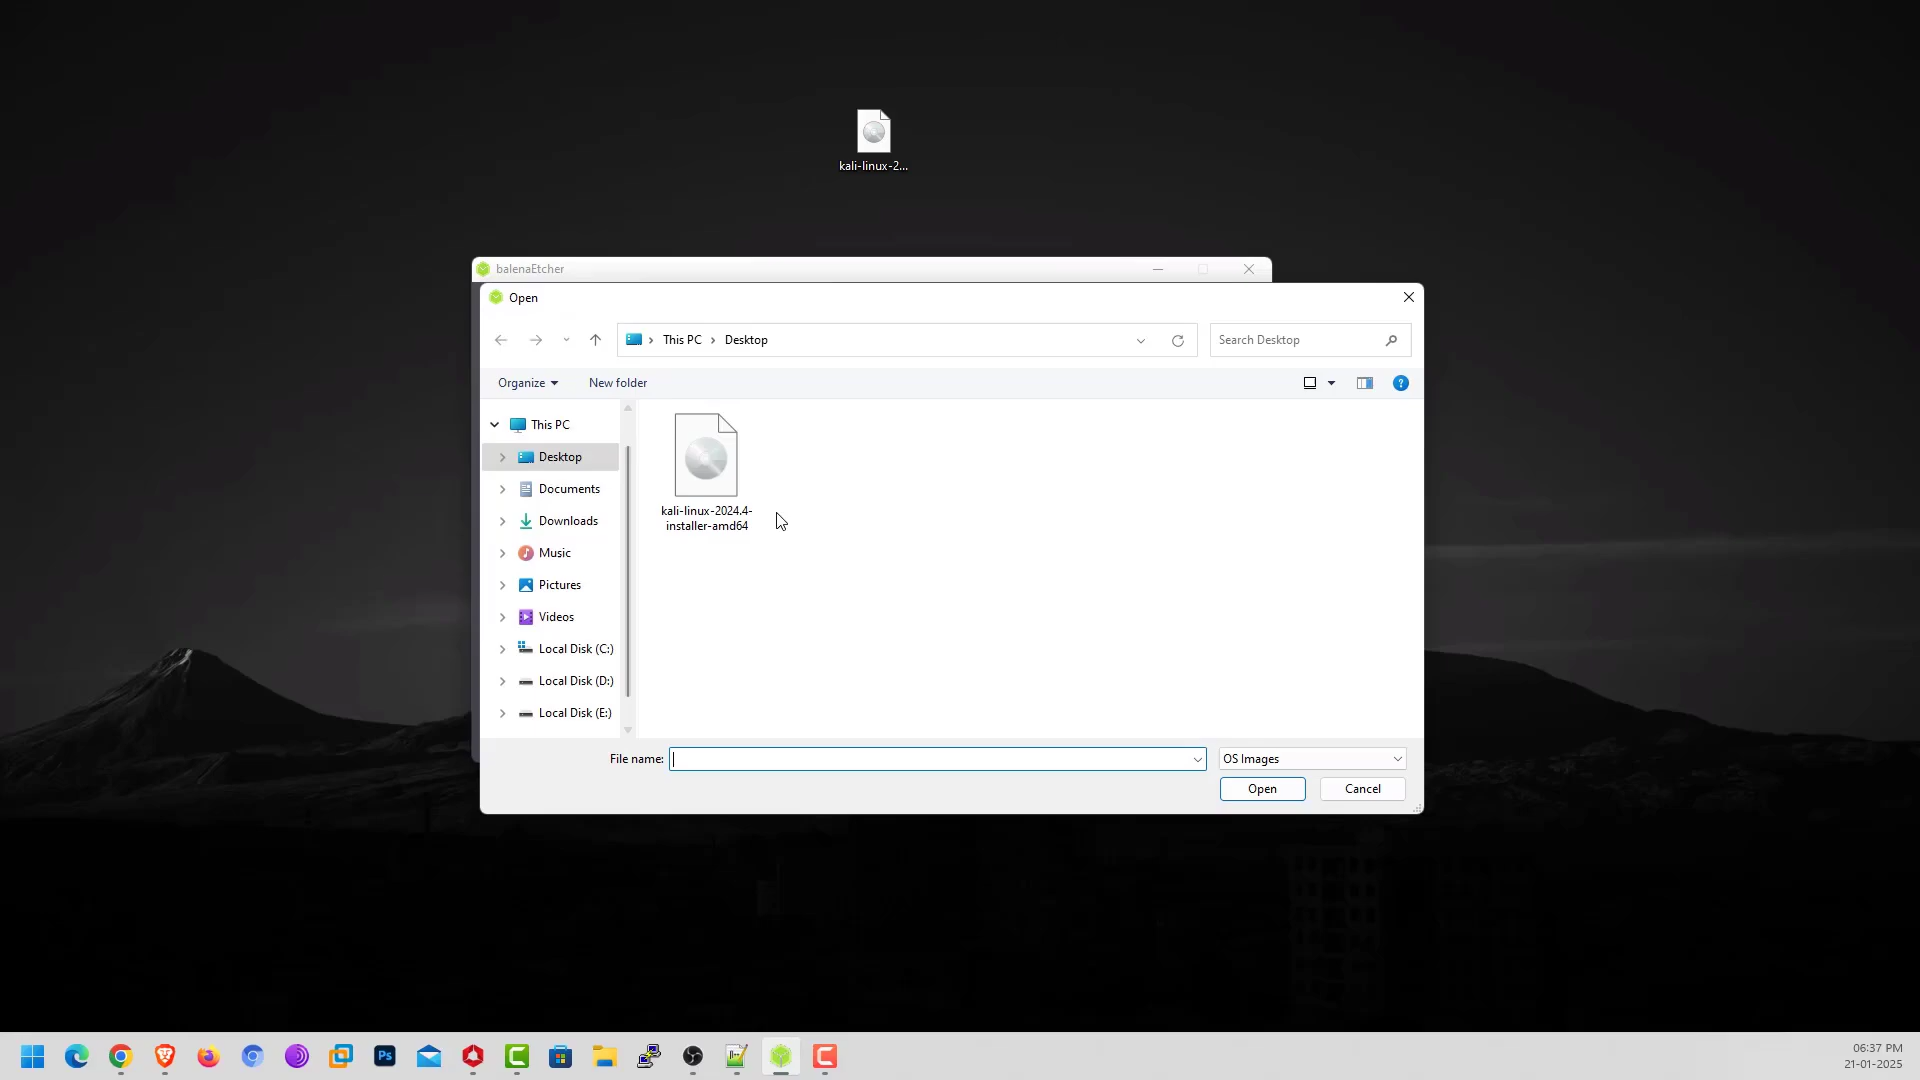 kali-linux-2...
balenaEtcher
Open
This PC
Desktop
Search Desktop
Organize
New folder
?
This PC
Desktop
Documents
Downloads
Music
Pictures
Videos
Local Disk (C:)
Local Disk (D:)
Local Disk (E:)
kali-linux-2024.4-
installer-amd64
File name:
OS Images
Open
Cancel
Ps
06:37 PM
21-01-2025